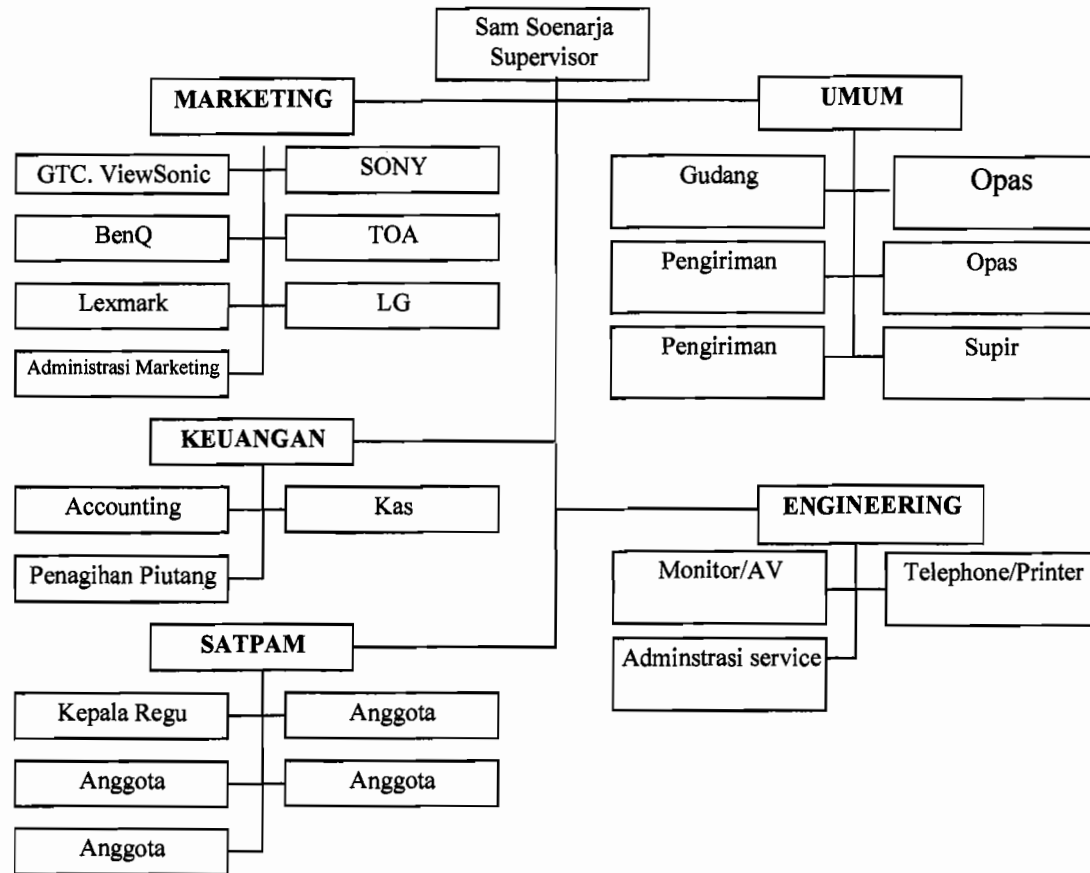 Sam Soenarja
Supervisor
MARKETING
UMUM
GTC. ViewSonic
SONY
Gudang
Opas
BenQ
TOA
Pengiriman
Opas
Lexmark
LG
Pengiriman
Supir
Administrasi Marketing
KEUANGAN
Accounting
Kas
ENGINEERING
Penagihan Piutang
Monitor/AV
Telephone/Printer
SATPAM
Adminstrasi service
Kepala Regu
Anggota
Anggota
Anggota
Anggota